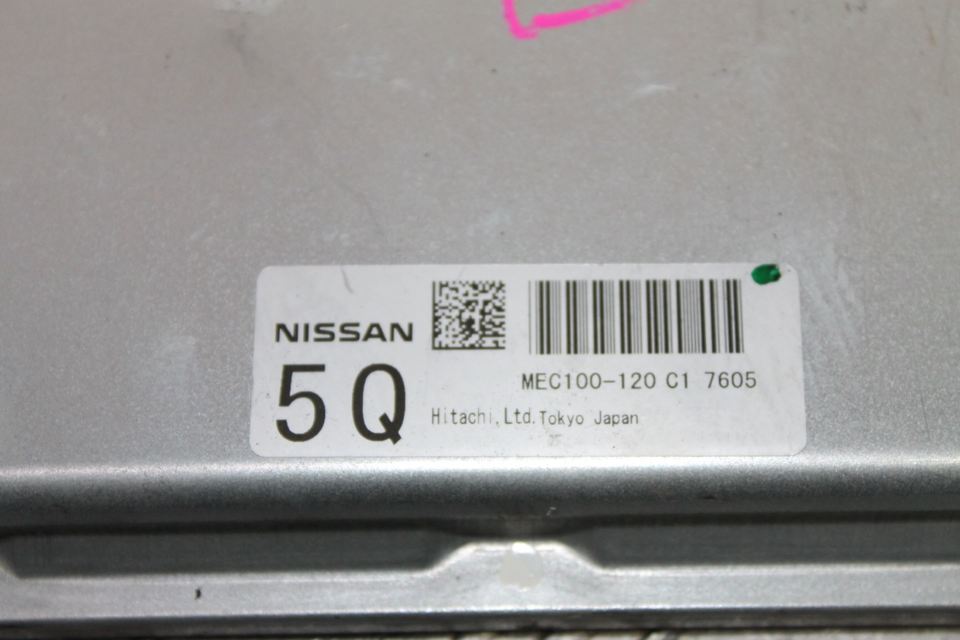 NISSAN
5Q
MEC100-120 C1 7605
Hitachi,Ltd.Tokyo Japan